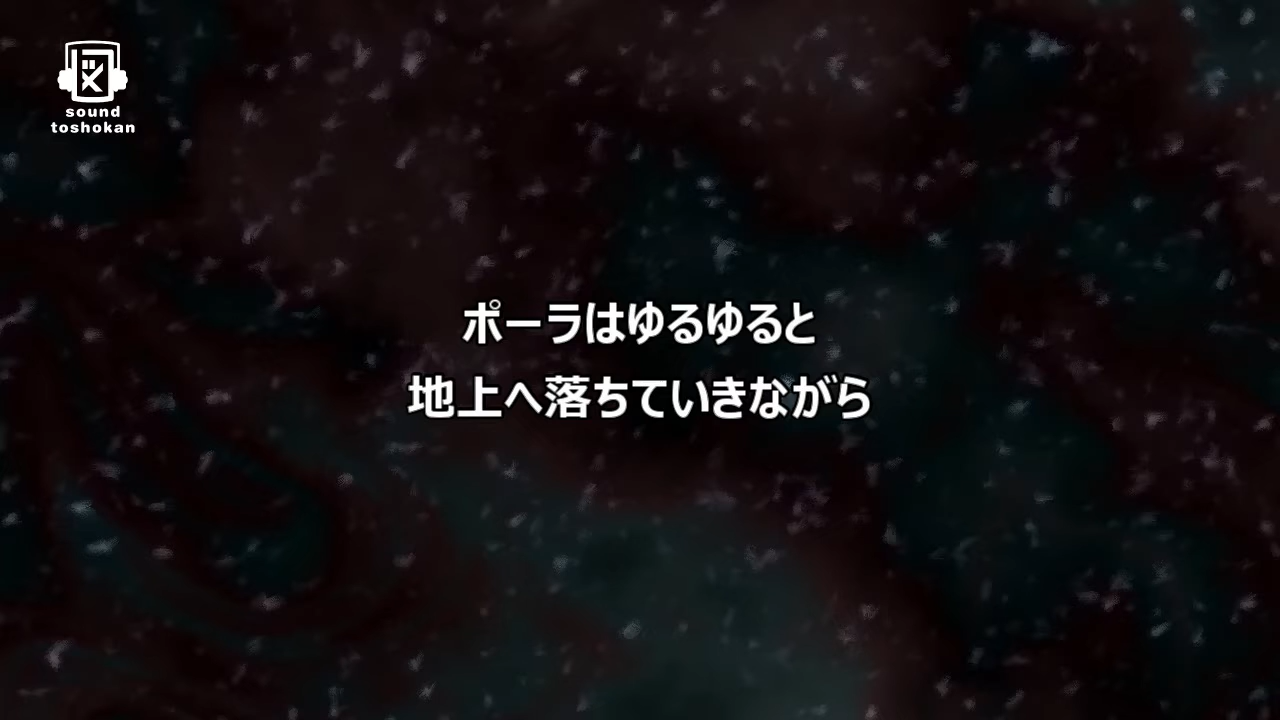 図
sound
toshokan
ポーラはゆるゆると
地上へ落ちていきながら